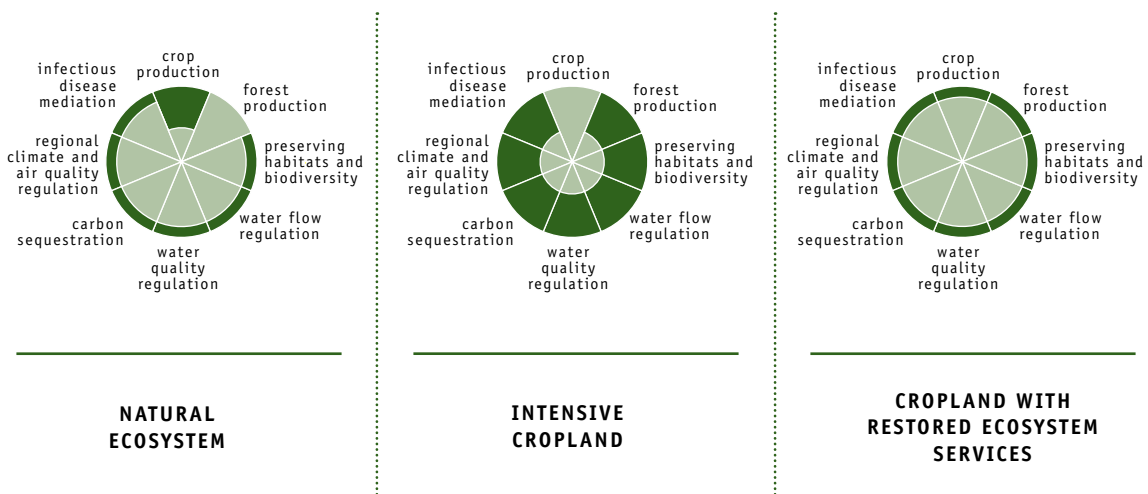 crop
production
forest
production
preserving
habitats and
biodiversity
water flow
regulation
water
quality
regulation
carbon
sequestration
regional
climate and
air quality
regulation
infectious
disease
mediation
NATURAL
ECOSYSTEM
crop
production
forest
production
preserving
habitats and
biodiversity
water flow
regulation
water
quality
regulation
carbon
sequestration
regional
climate and
air quality
regulation
infectious
disease
mediation
INTENSIVE
CROPLAND
crop
production
forest
production
preserving
habitats and
biodiversity
water flow
regulation
water
quality
regulation
carbon
sequestration
regional
climate and
air quality
regulation
infectious
disease
mediation
CROPLAND WITH
RESTORED ECOSYSTEM
SERVICES